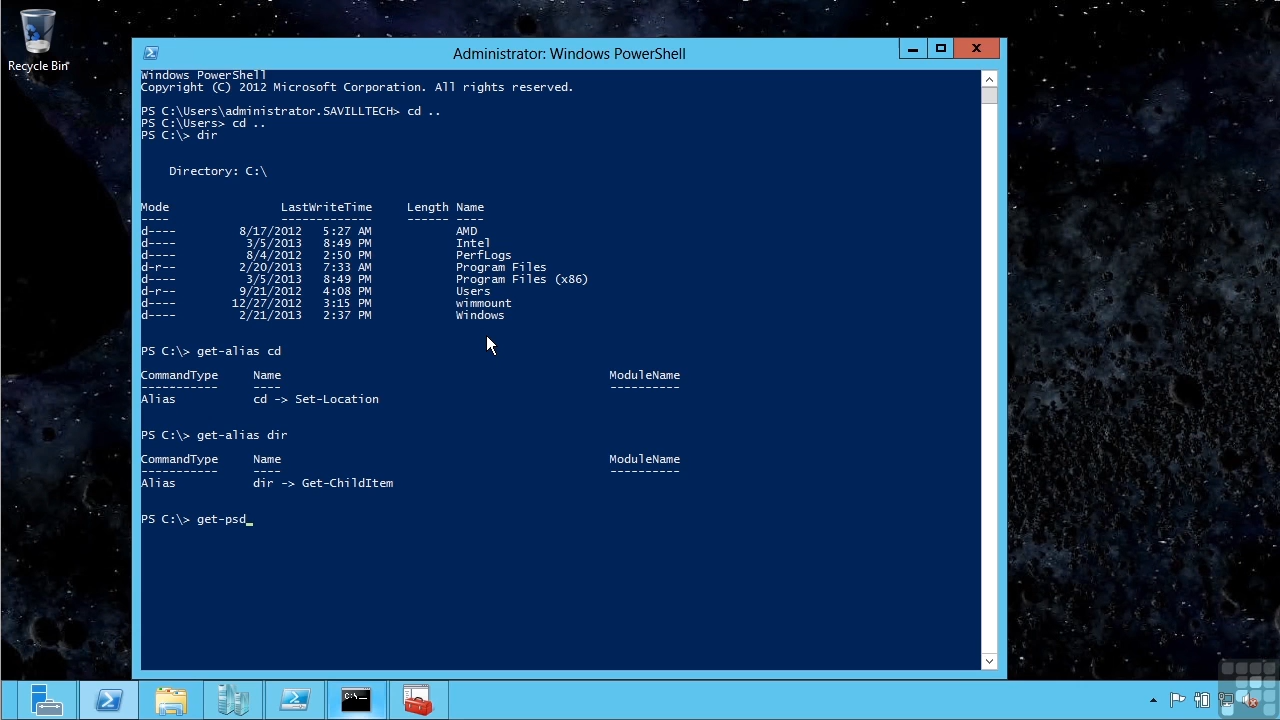 Recycle Bin
Administrator: Windows PowerShell
Windows PowerShell
Copyright (C) 2012 Microsoft Corporation. All rights reserved.
PS C:\Users\administrator.SAVILLTECH> cd ..
PS C:\Users> cd ..
PS C:\> dir
Directory: C:\
Mode LastWriteTime Length Name
---- ------------- ------ ----
d---- 8/17/2012 5:27 AM AMD
d---- 3/5/2013 8:49 PM Intel
d---- 8/4/2012 2:50 PM PerfLogs
d-r-- 2/20/2013 7:33 AM Program Files
d---- 3/5/2013 8:49 PM Program Files (x86)
d-r-- 9/21/2012 4:08 PM Users
d---- 12/27/2012 3:15 PM wimmount
d---- 2/21/2013 2:37 PM Windows
PS C:\> get-alias cd
CommandType Name ModuleName
----------- ---- ----------
Alias cd -> Set-Location
PS C:\> get-alias dir
CommandType Name ModuleName
----------- ---- ----------
Alias dir -> Get-ChildItem
PS C:\> get-psd_